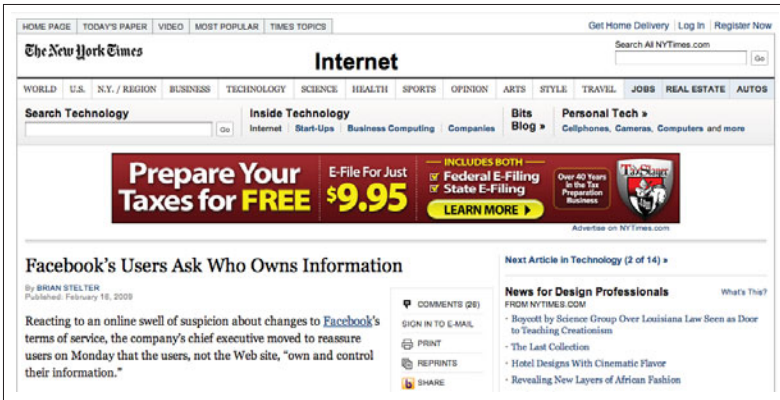 HOME PAGE TODAY'S PAPER VIDEO MOST POPULAR TIMES TOPICS
Get Home Delivery Log In Register Now
The New York Times
Internet
Search All NYTimes.com
Go
WORLD U.S. N.Y. / REGION BUSINESS TECHNOLOGY SCIENCE HEALTH SPORTS OPINION ARTS STYLE TRAVEL JOBS REAL ESTATE AUTOS
Search Technology
Go
Inside Technology
Internet Start-Ups Business Computing Companies
Bits
Blog »
Personal Tech »
Cellphones, Cameras, Computers and more
Prepare Your
Taxes for FREE
E-File For Just
$9.95
INCLUDES BOTH
Federal E-Filing
State E-Filing
LEARN MORE
Over 40 Years
in the Tax
Preparation
Business
TaxSlayer
Advertise on NYTimes.com
Facebook's Users Ask Who Owns Information
By BRIAN STELTER
Published: February 16, 2009
Reacting to an online swell of suspicion about changes to Facebook's
terms of service, the company's chief executive moved to reassure
users on Monday that the users, not the Web site, “own and control
their information.”
COMMENTS (26)
SIGN IN TO E-MAIL
PRINT
REPRINTS
SHARE
Next Article in Technology (2 of 14) »
News for Design Professionals
What's This?
FROM NYTIMES.COM
· Boycott by Science Group Over Louisiana Law Seen as Door
to Teaching Creationism
· The Last Collection
· Hotel Designs With Cinematic Flavor
· Revealing New Layers of African Fashion